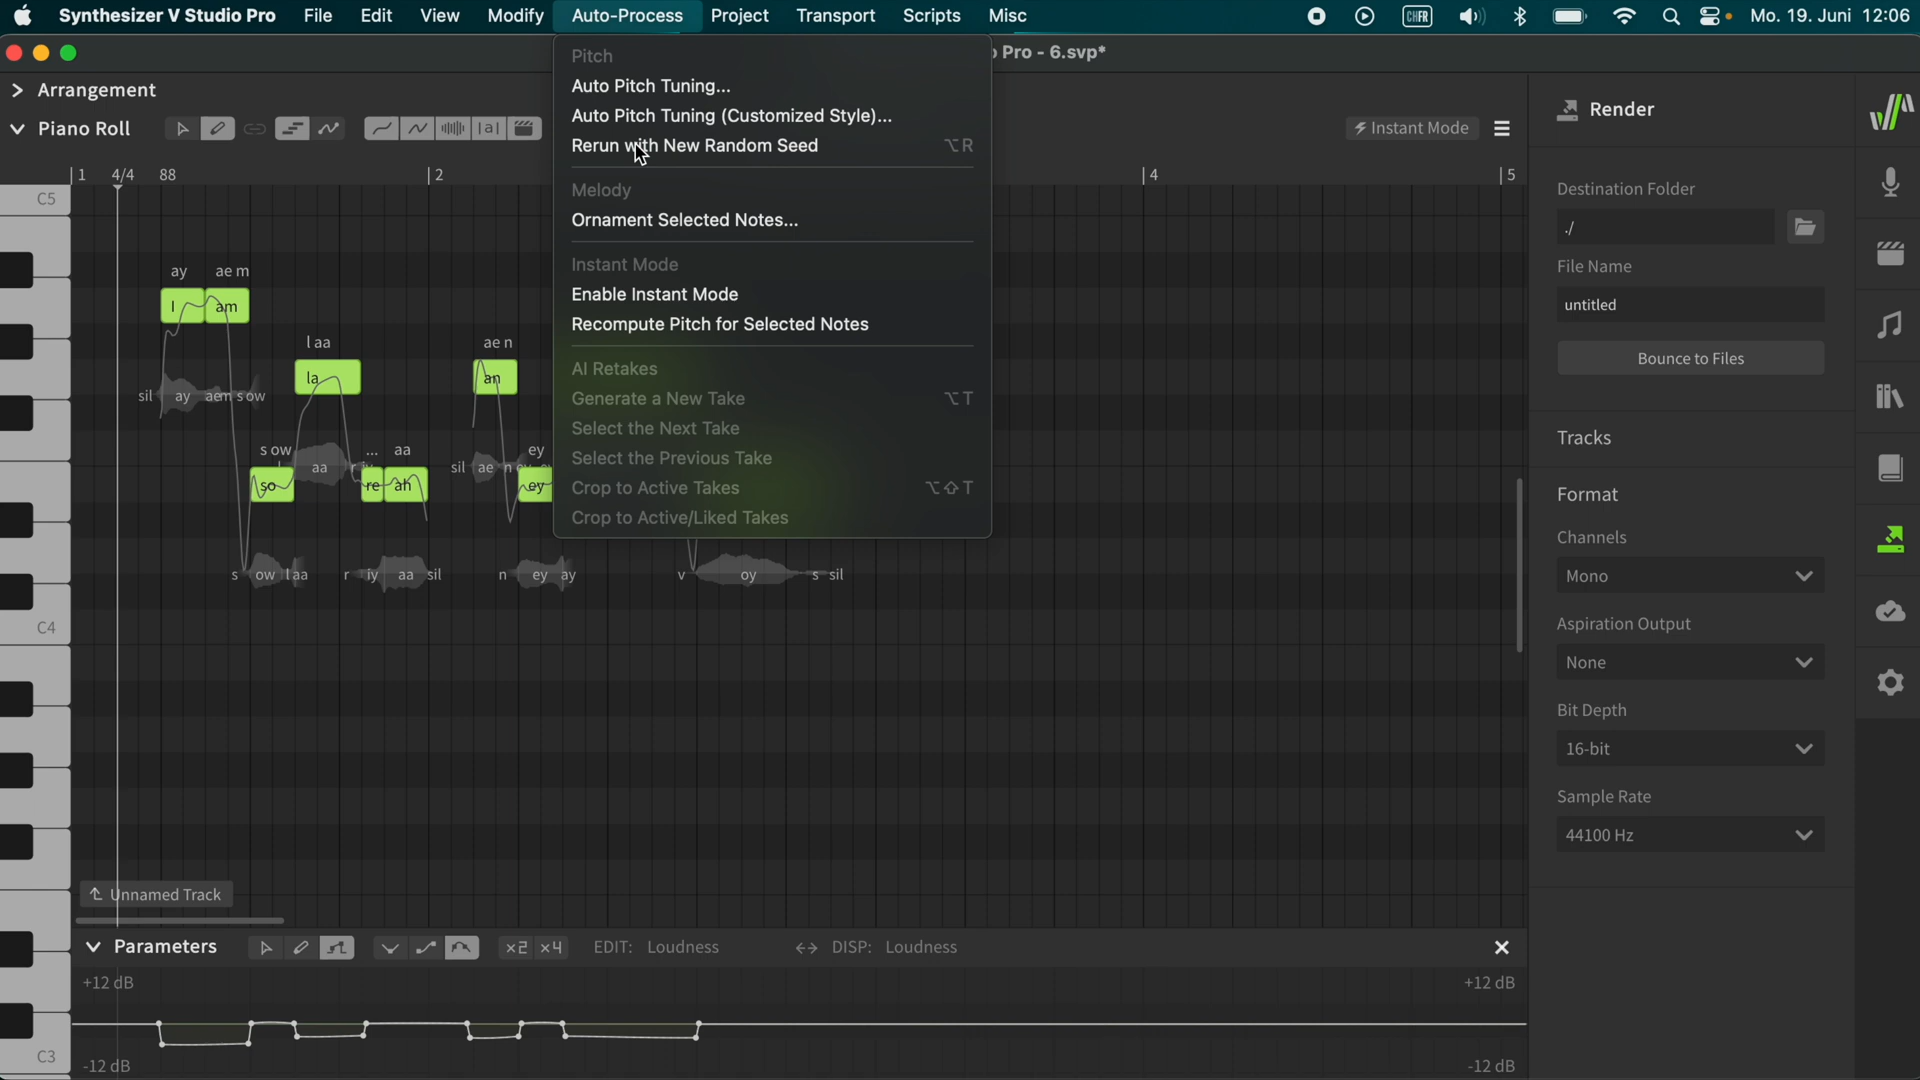 Synthesizer V Studio Pro File Edit View Modify Auto-Process Project Transport Scripts Misc CHFR Mo. 19. Juni 12:06
Pro - 6.svp*
Arrangement
Piano Roll
Instant Mode
1 4/4 88 2 4 5
Pitch
Auto Pitch Tuning...
Auto Pitch Tuning (Customized Style)...
Rerun with New Random Seed ⌥R
Melody
Ornament Selected Notes...
Instant Mode
Enable Instant Mode
Recompute Pitch for Selected Notes
AI Retakes
Generate a New Take ⌥T
Select the Next Take
Select the Previous Take
Crop to Active Takes ⌥⇧T
Crop to Active/Liked Takes
C5
ay ae m
I am
l aa ae n
la an
sil ay aem s ow
s ow ... aa ey
aa sil ae n
so re ah ey
s ow l aa r iy aa sil n ey ay v oy s sil
C4
Unnamed Track
Parameters x2 x4 EDIT: Loudness DISP: Loudness
+12 dB +12 dB
C3
-12 dB -12 dB
Render
Destination Folder
./
File Name
untitled
Bounce to Files
Tracks
Format
Channels
Mono
Aspiration Output
None
Bit Depth
16-bit
Sample Rate
44100 Hz